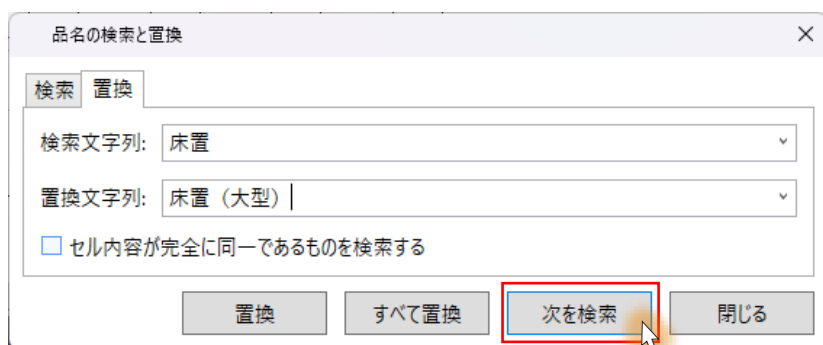 品名の検索と置換
検索 置換
検索文字列: 床置
置換文字列: 床置（大型）
セル内容が完全に同一であるものを検索する
置換 すべて置換 次を検索 閉じる